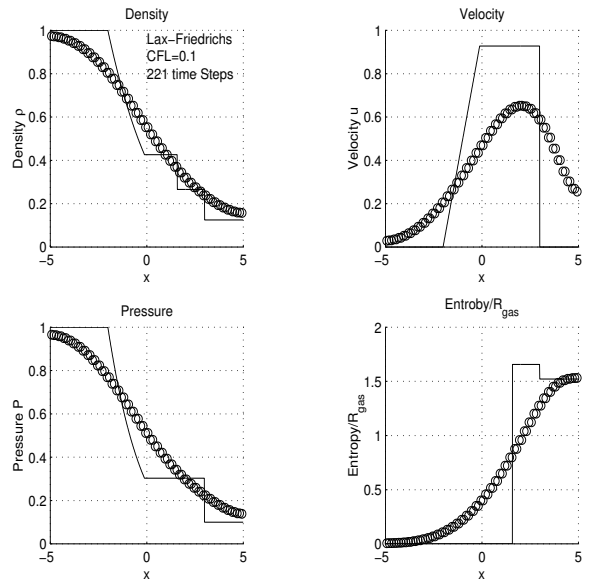 Density
Lax-Friedrichs
CFL=0.1
221 time Steps
Density ρ
1
0.8
0.6
0.4
0.2
0
−5
0
5
x
Velocity
Velocity u
1
0.8
0.6
0.4
0.2
0
−5
0
5
x
Pressure
Pressure P
1
0.8
0.6
0.4
0.2
0
−5
0
5
x
Entroby/R_gas
Entropy/R_gas
2
1.5
1
0.5
0
−5
0
5
x